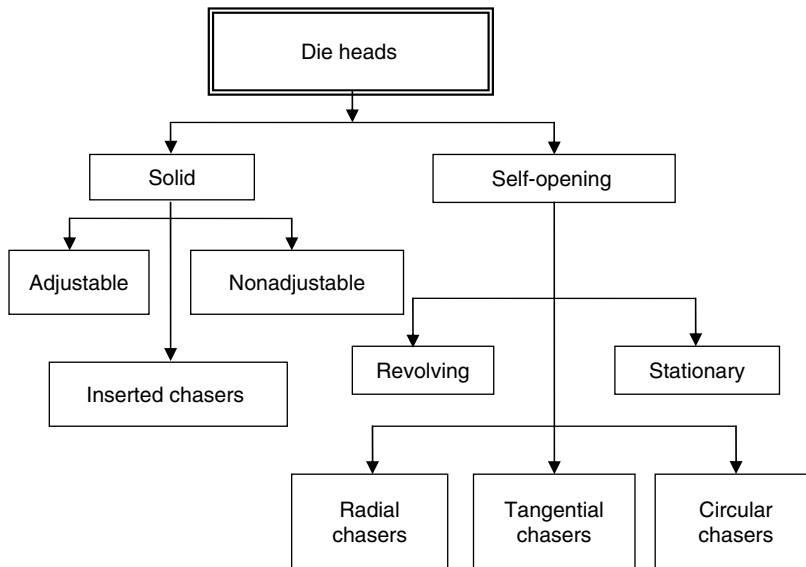 Die heads
Solid
Self-opening
Adjustable
Nonadjustable
Inserted chasers
Revolving
Stationary
Radial
chasers
Tangential
chasers
Circular
chasers